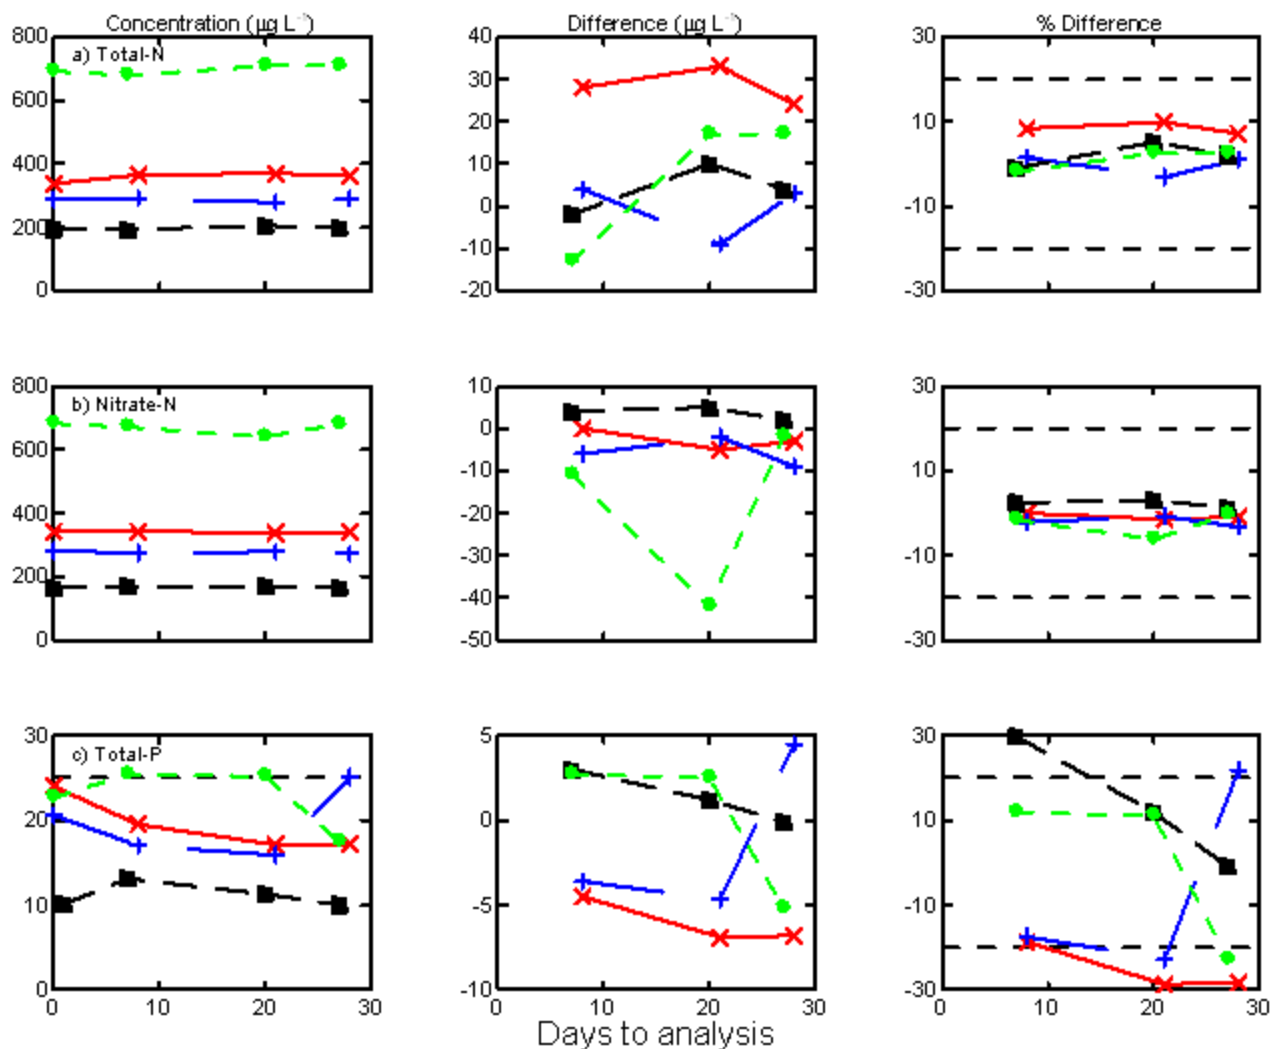 Concentration (µg L⁻¹) Difference (µg L⁻¹) % Difference
800 40 30
a) Total-N
30
600 20
10
400 10
0 -10
200
-10
0 -20 -30
800 10 30
b) Nitrate-N
0
600
-10 10
400 -20
-30 -10
200
-40
0 -50 -30
30 5 30
c) Total-P
20 0 10
10 -5 -10
0 -10 -30
0 10 20 30 0 10 20 30 0 10 20 30
Days to analysis